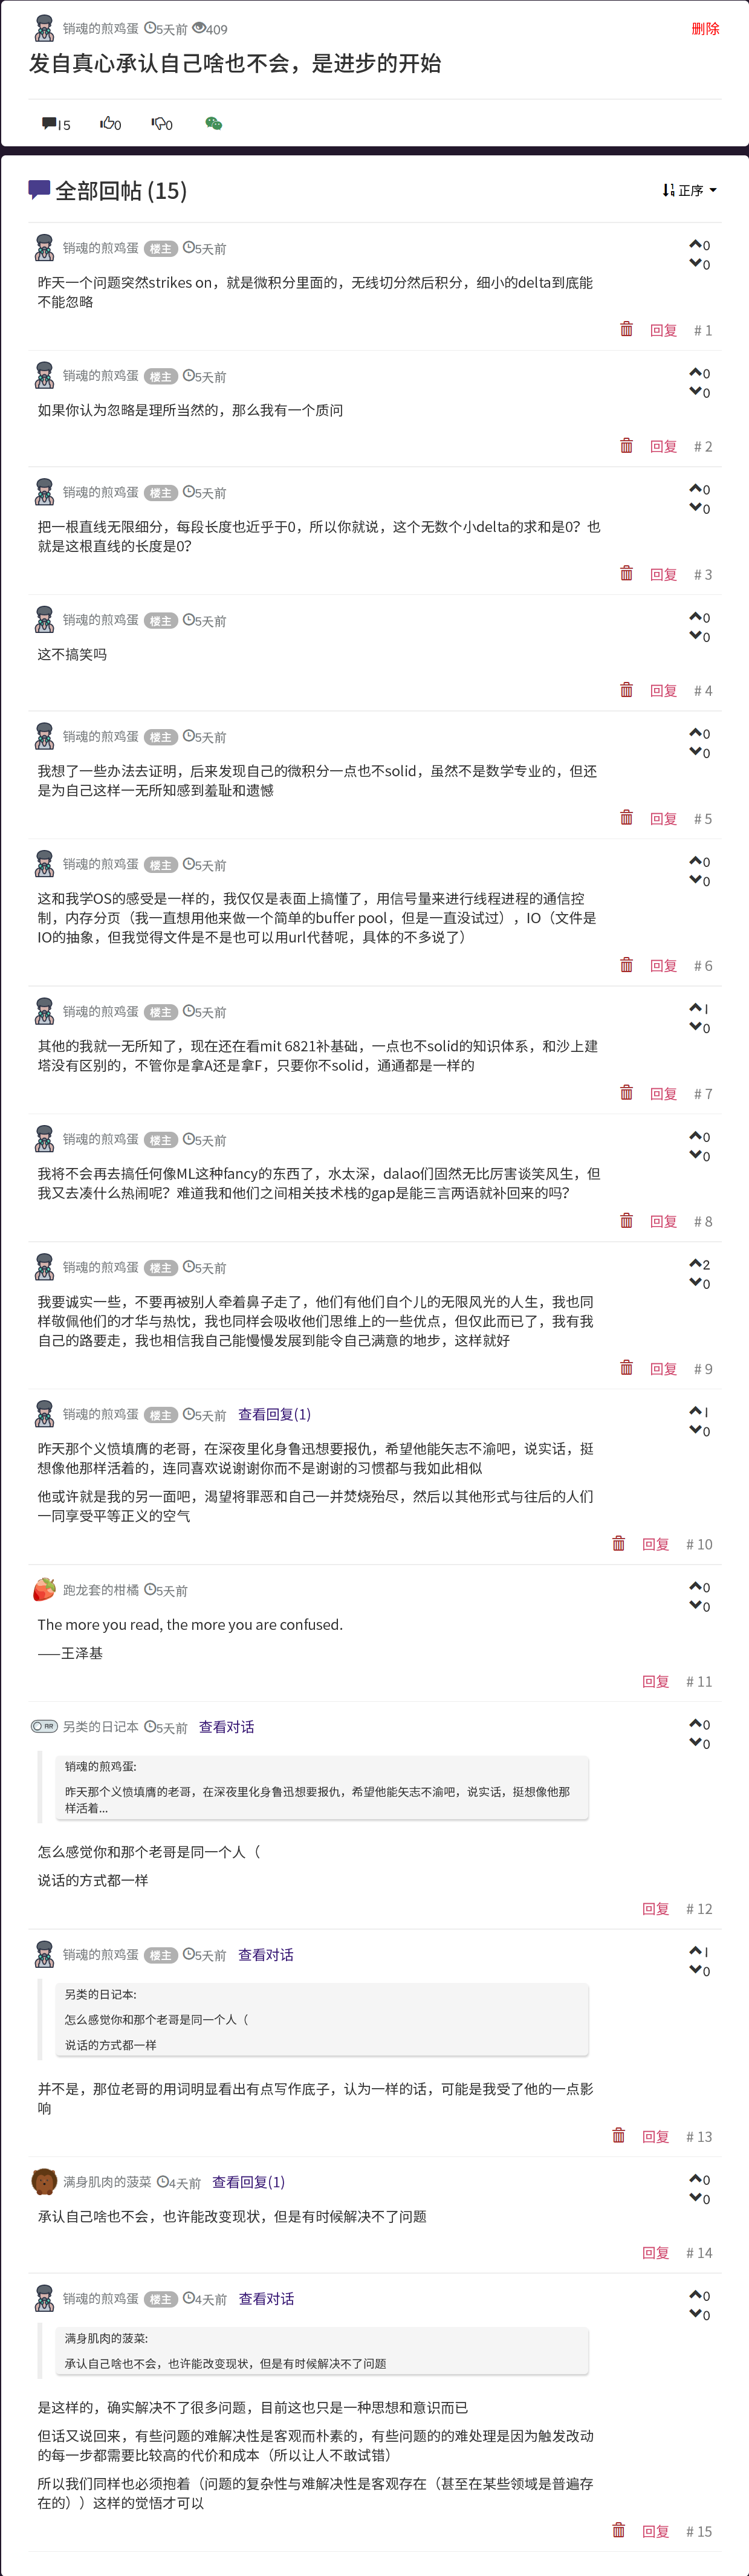 销魂的煎鸡蛋 5天前 409 删除
发自真心承认自己啥也不会，是进步的开始
15 0 0
全部回帖 (15) 正序
销魂的煎鸡蛋 楼主 5天前 0
0
昨天一个问题突然strikes on，就是微积分里面的，无线切分然后积分，细小的delta到底能
不能忽略
回复 # 1
销魂的煎鸡蛋 楼主 5天前 0
0
如果你认为忽略是理所当然的，那么我有一个质问
回复 # 2
销魂的煎鸡蛋 楼主 5天前 0
0
把一根直线无限细分，每段长度也近乎于0，所以你就说，这个无数个小delta的求和是0？也
就是这根直线的长度是0？
回复 # 3
销魂的煎鸡蛋 楼主 5天前 0
0
这不搞笑吗
回复 # 4
销魂的煎鸡蛋 楼主 5天前 0
0
我想了一些办法去证明，后来发现自己的微积分一点也不solid，虽然不是数学专业的，但还
是为自己这样一无所知感到羞耻和遗憾
回复 # 5
销魂的煎鸡蛋 楼主 5天前 0
0
这和我学OS的感受是一样的，我仅仅是表面上搞懂了，用信号量来进行线程进程的通信控
制，内存分页（我一直想用他来做一个简单的buffer pool，但是一直没试过），IO（文件是
IO的抽象，但我觉得文件是不是也可以用url代替呢，具体的不多说了）
回复 # 6
销魂的煎鸡蛋 楼主 5天前 1
0
其他的我就一无所知了，现在还在看mit 6821补基础，一点也不solid的知识体系，和沙上建
塔没有区别的，不管你是拿A还是拿F，只要你不solid，通通都是一样的
回复 # 7
销魂的煎鸡蛋 楼主 5天前 0
0
我将不会再去搞任何像ML这种fancy的东西了，水太深，dalao们固然无比厉害谈笑风生，但
我又去凑什么热闹呢？难道我和他们之间相关技术栈的gap是能三言两语就补回来的吗？
回复 # 8
销魂的煎鸡蛋 楼主 5天前 2
0
我要诚实一些，不要再被别人牵着鼻子走了，他们有他们自个儿的无限风光的人生，我也同
样敬佩他们的才华与热忱，我也同样会吸收他们思维上的一些优点，但仅此而已了，我有我
自己的路要走，我也相信我自己能慢慢发展到能令自己满意的地步，这样就好
回复 # 9
销魂的煎鸡蛋 楼主 5天前 查看回复(1) 1
0
昨天那个义愤填膺的老哥，在深夜里化身鲁迅想要报仇，希望他能矢志不渝吧，说实话，挺
想像他那样活着的，连同喜欢说谢谢你而不是谢谢的习惯都与我如此相似
他或许就是我的另一面吧，渴望将罪恶和自己一并焚烧殆尽，然后以其他形式与往后的人们
一同享受平等正义的空气
回复 # 10
跑龙套的柑橘 5天前 0
0
The more you read, the more you are confused.
——王泽基
回复 # 11
另类的日记本 5天前 查看对话 0
0
销魂的煎鸡蛋:
昨天那个义愤填膺的老哥，在深夜里化身鲁迅想要报仇，希望他能矢志不渝吧，说实话，挺想像他那
样活着...
怎么感觉你和那个老哥是同一个人（
说话的方式都一样
回复 # 12
销魂的煎鸡蛋 楼主 5天前 查看对话 1
0
另类的日记本:
怎么感觉你和那个老哥是同一个人（
说话的方式都一样
并不是，那位老哥的用词明显看出有点写作底子，认为一样的话，可能是我受了他的一点影
响
回复 # 13
满身肌肉的菠菜 4天前 查看回复(1) 0
0
承认自己啥也不会，也许能改变现状，但是有时候解决不了问题
回复 # 14
销魂的煎鸡蛋 楼主 4天前 查看对话 0
0
满身肌肉的菠菜:
承认自己啥也不会，也许能改变现状，但是有时候解决不了问题
是这样的，确实解决不了很多问题，目前这也只是一种思想和意识而已
但话又说回来，有些问题的难解决性是客观而朴素的，有些问题的的难处理是因为触发改动
的每一步都需要比较高的代价和成本（所以让人不敢试错）
所以我们同样也必须抱着（问题的复杂性与难解决性是客观存在（甚至在某些领域是普遍存
在的））这样的觉悟才可以
回复 # 15